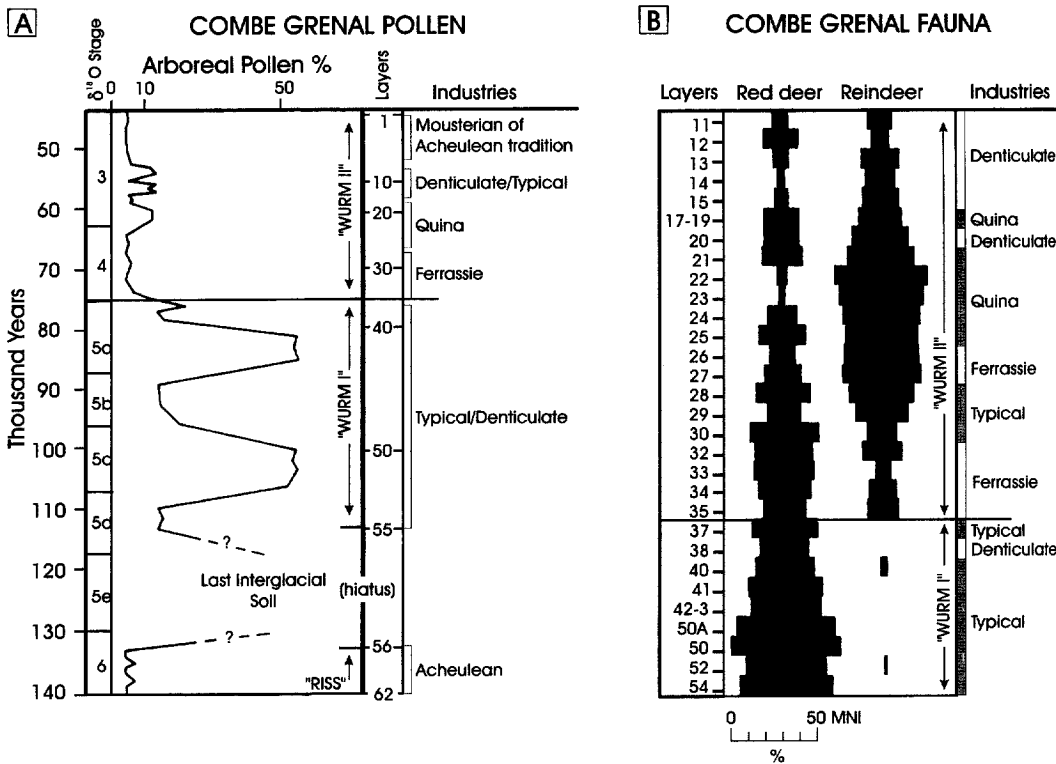 A
COMBE GRENAL POLLEN
δ18 O Stage
Arboreal Pollen %
0 10 50
Layers
Industries
Thousand Years
50
60
70
80
90
100
110
120
130
140
3
4
5a
5b
5c
5d
5e
6
"WURM II"
"WURM I"
"RISS"
?
Last Interglacial
Soil
?
1
10
20
30
40
50
55
(hiatus)
56
62
Mousterian of
Acheulean tradition
Denticulate/Typical
Quina
Ferrassie
Typical/Denticulate
Acheulean
B
COMBE GRENAL FAUNA
Layers Red deer Reindeer Industries
11
12
13
14
15
17-19
20
21
22
23
24
25
26
27
28
29
30
32
33
34
35
37
38
40
41
42-3
50A
50
52
54
"WURM II"
"WURM I"
Denticulate
Quina
Denticulate
Quina
Ferrassie
Typical
Ferrassie
Typical
Denticulate
Typical
0 50 MNI
%